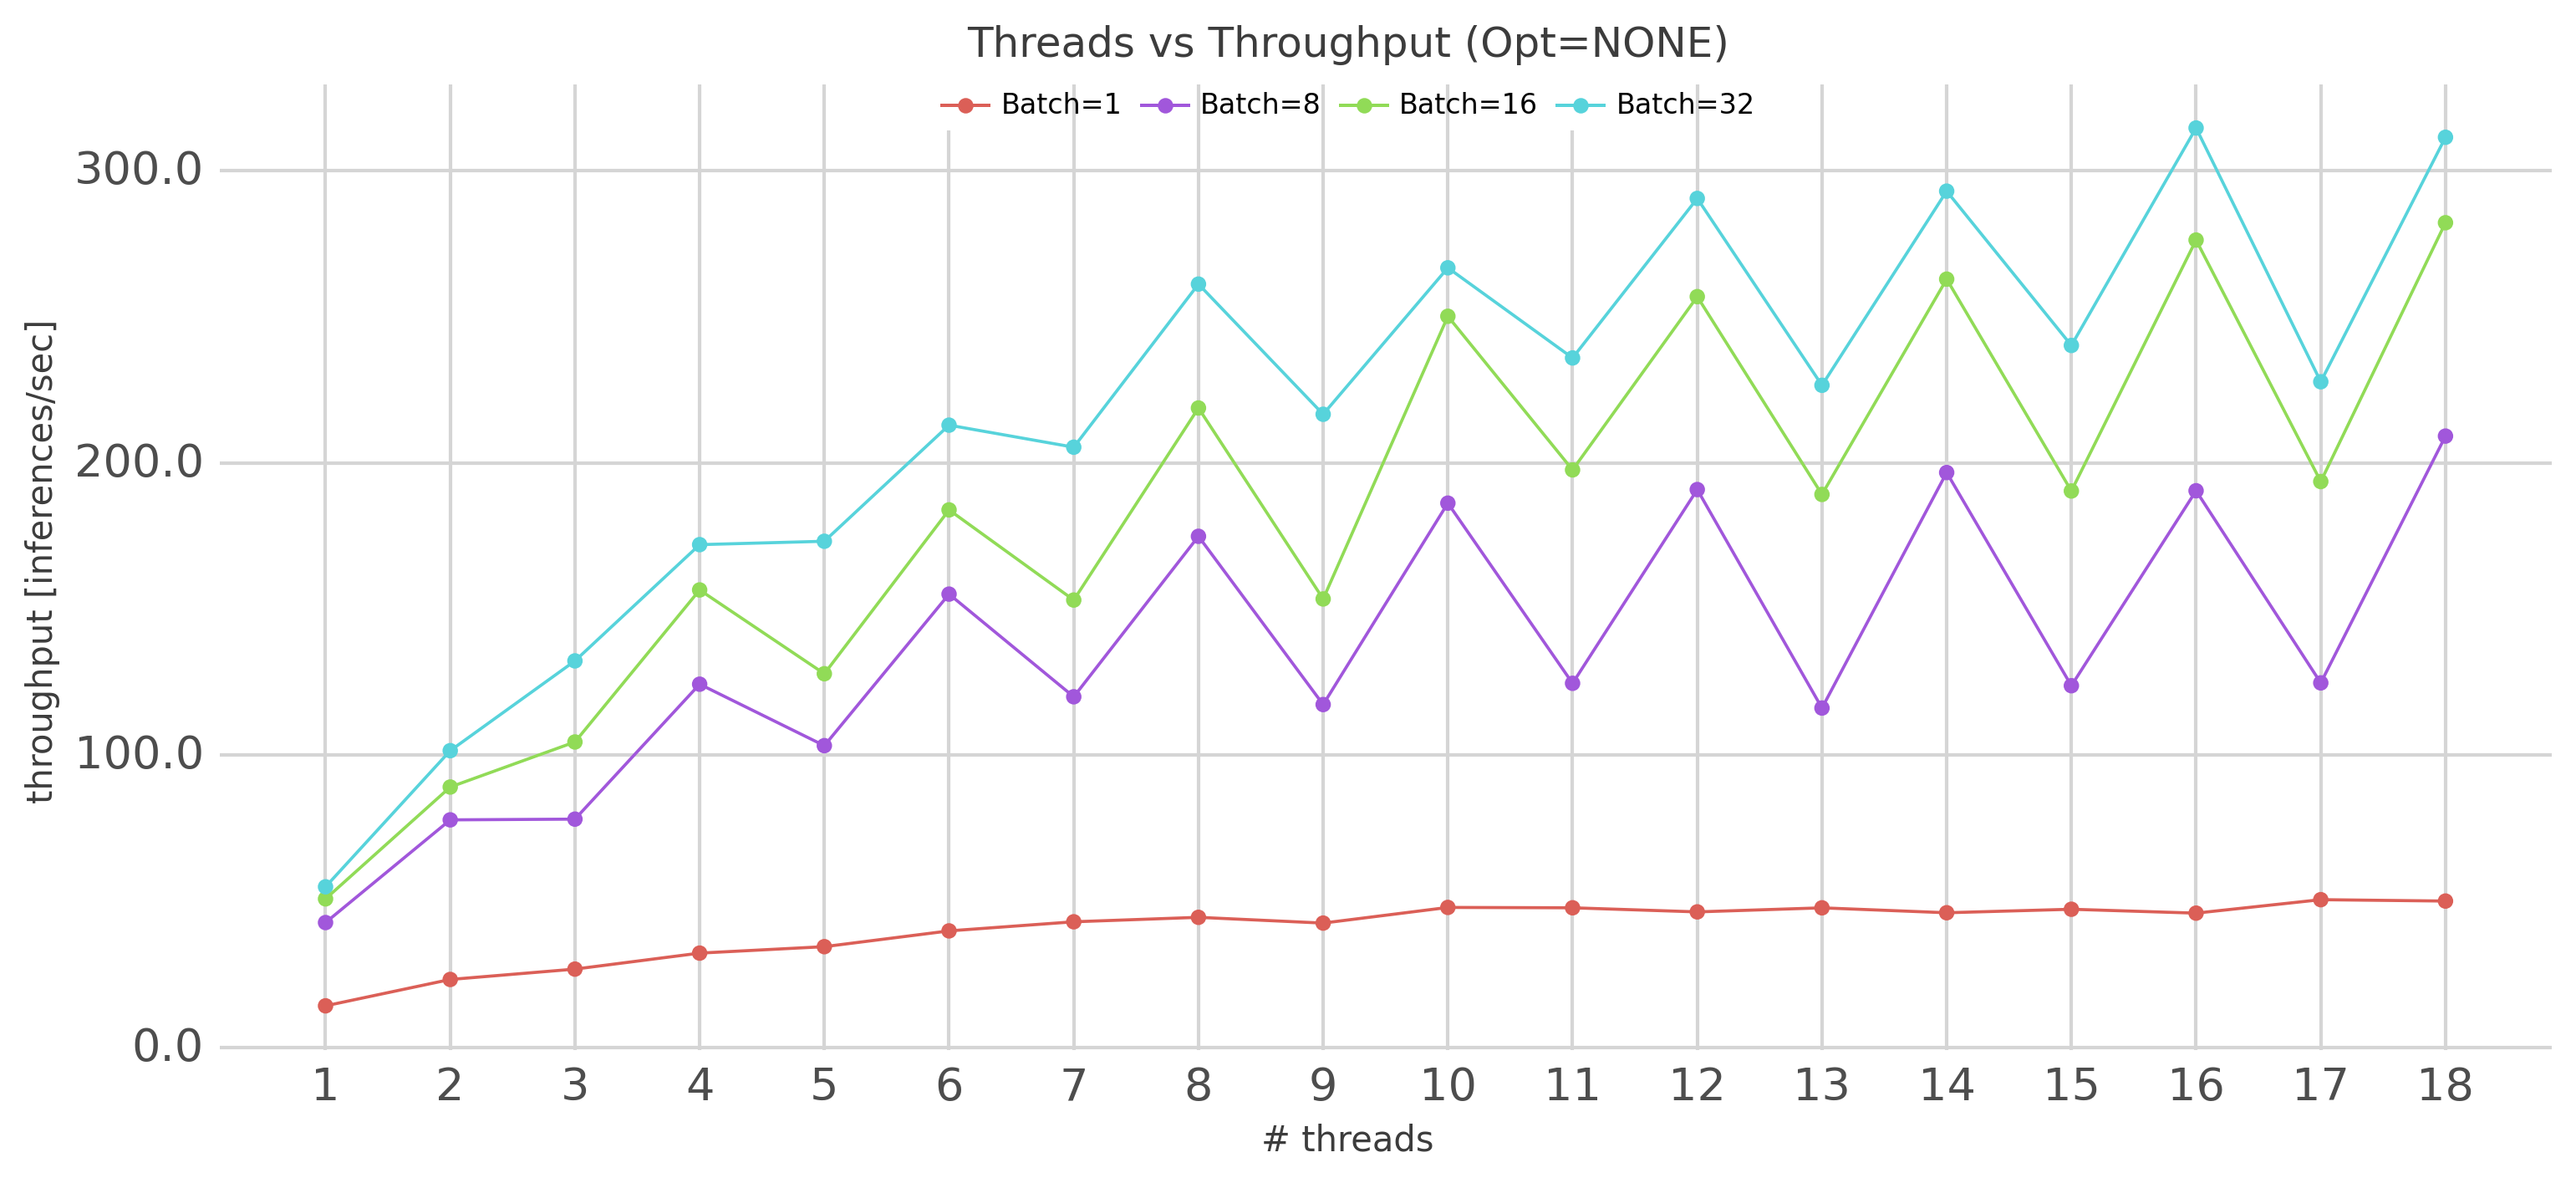 Threads vs Throughput (Opt=NONE)
Batch=1 Batch=8 Batch=16 Batch=32
throughput [inferences/sec]
300.0
200.0
100.0
0.0
1 2 3 4 5 6 7 8 9 10 11 12 13 14 15 16 17 18
# threads